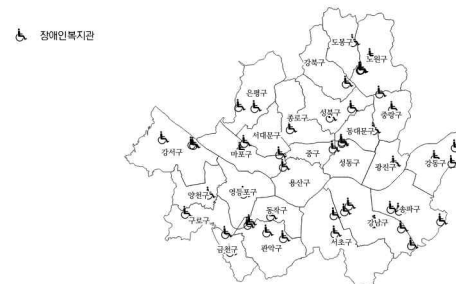 장애인복지관
도봉구
노원구
강북구
은평구
성북구
중랑구
종로구
서대문구
동대문구
강서구
마포구
중구
성동구
광진구
강동구
용산구
양천구
영등포구
구로구
동작구
송파구
강남구
서초구
관악구
금천구